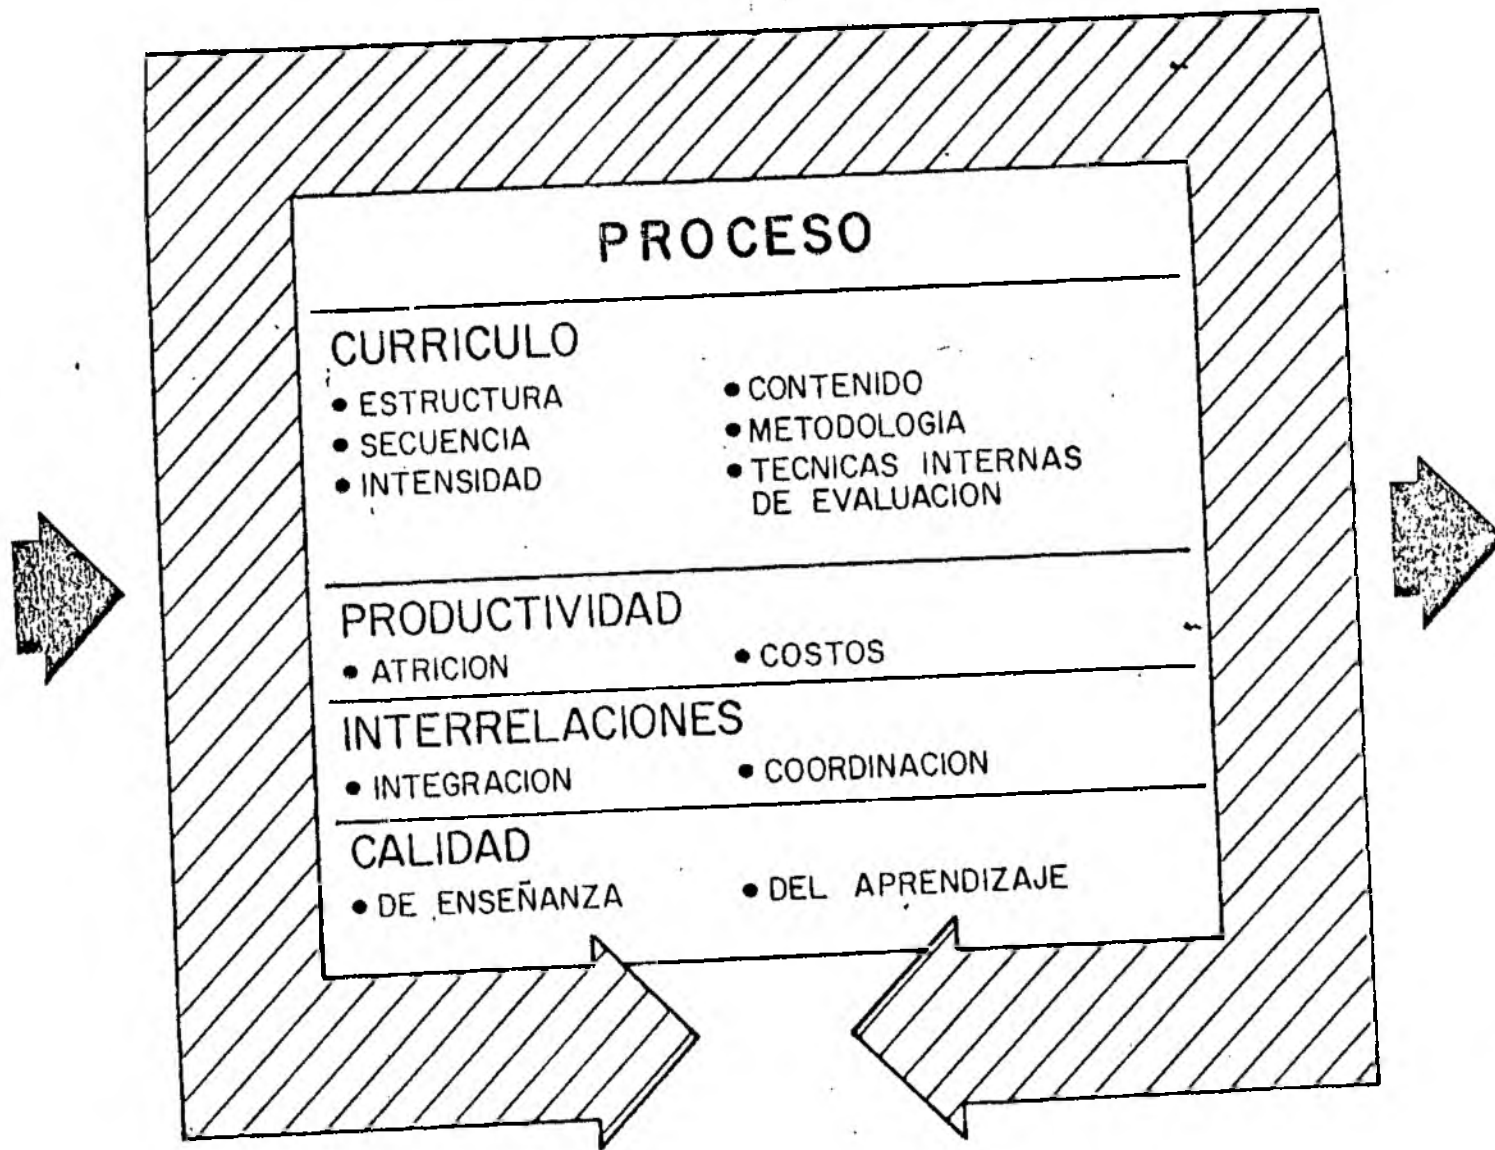 PROCESO
CURRICULO
• ESTRUCTURA
• SECUENCIA
• INTENSIDAD
• CONTENIDO
• METODOLOGIA
• TECNICAS INTERNAS
DE EVALUACION
PRODUCTIVIDAD
• ATRICION
• COSTOS
INTERRELACIONES
• INTEGRACION
• COORDINACION
CALIDAD
• DE ENSEÑANZA
• DEL APRENDIZAJE